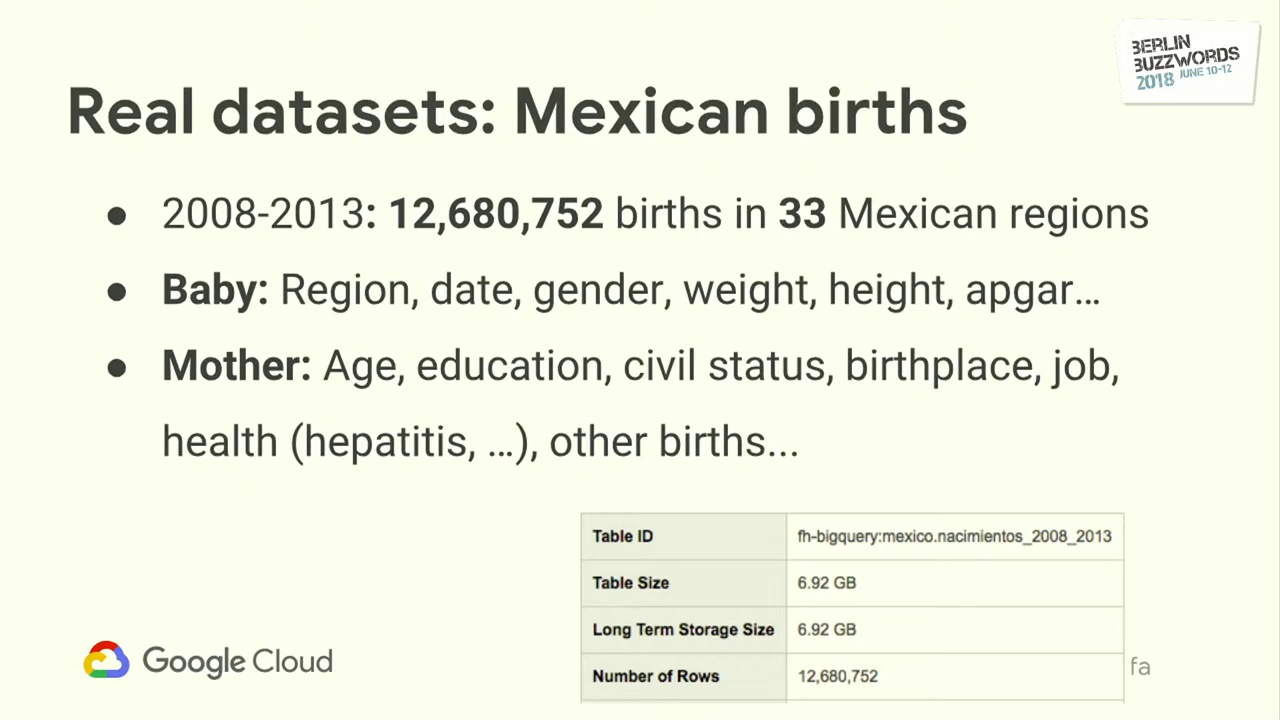 BERLIN
BUZZWORDS
2018 JUNE 10-12
Real datasets: Mexican births
● 2008-2013: 12,680,752 births in 33 Mexican regions
● Baby: Region, date, gender, weight, height, apgar…
● Mother: Age, education, civil status, birthplace, job,
health (hepatitis, …), other births...
Table ID fh-bigquery:mexico.nacimientos_2008_2013
Table Size 6.92 GB
Long Term Storage Size 6.92 GB
Number of Rows 12,680,752
Google Cloud
fa